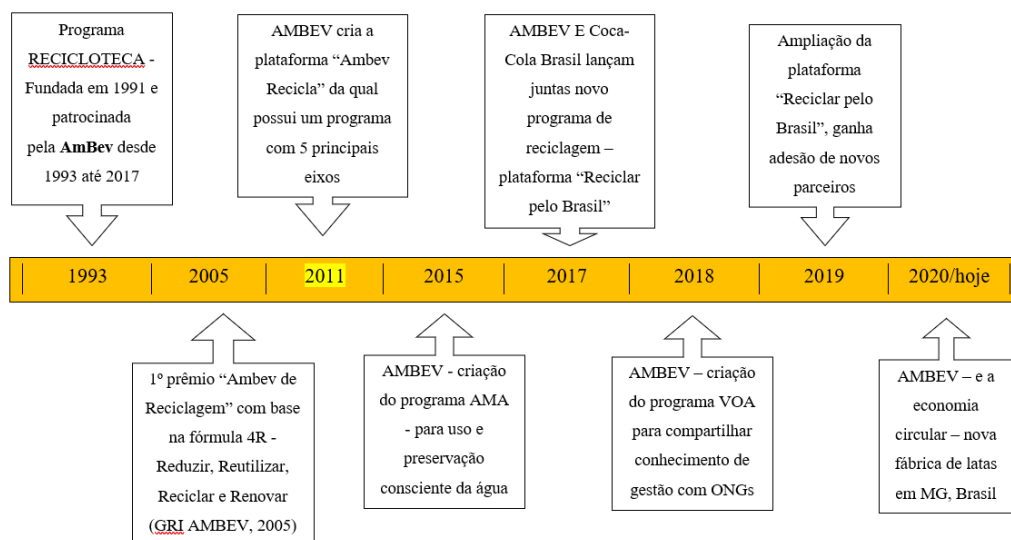 Programa
RECICLOTECA -
Fundada em 1991 e
patrocinada
pela AmBev desde
1993 até 2017
AMBEV cria a
plataforma “Ambev
Recicla” da qual
possui um programa
com 5 principais
eixos
AMBEV E Coca-
Cola Brasil lançam
juntas novo
programa de
reciclagem –
plataforma “Reciclar
pelo Brasil”
Ampliação da
plataforma
“Reciclar pelo
Brasil”, ganha
adesão de novos
parceiros
1993 2005 2011 2015 2017 2018 2019 2020/hoje
1º prêmio “Ambev de
Reciclagem” com base
na fórmula 4R -
Reduzir, Reutilizar,
Reciclar e Renovar
(GRI AMBEV, 2005)
AMBEV - criação
do programa AMA
- para uso e
preservação
consciente da água
AMBEV – criação
do programa VOA
para compartilhar
conhecimento de
gestão com ONGs
AMBEV – e a
economia
circular – nova
fábrica de latas
em MG, Brasil